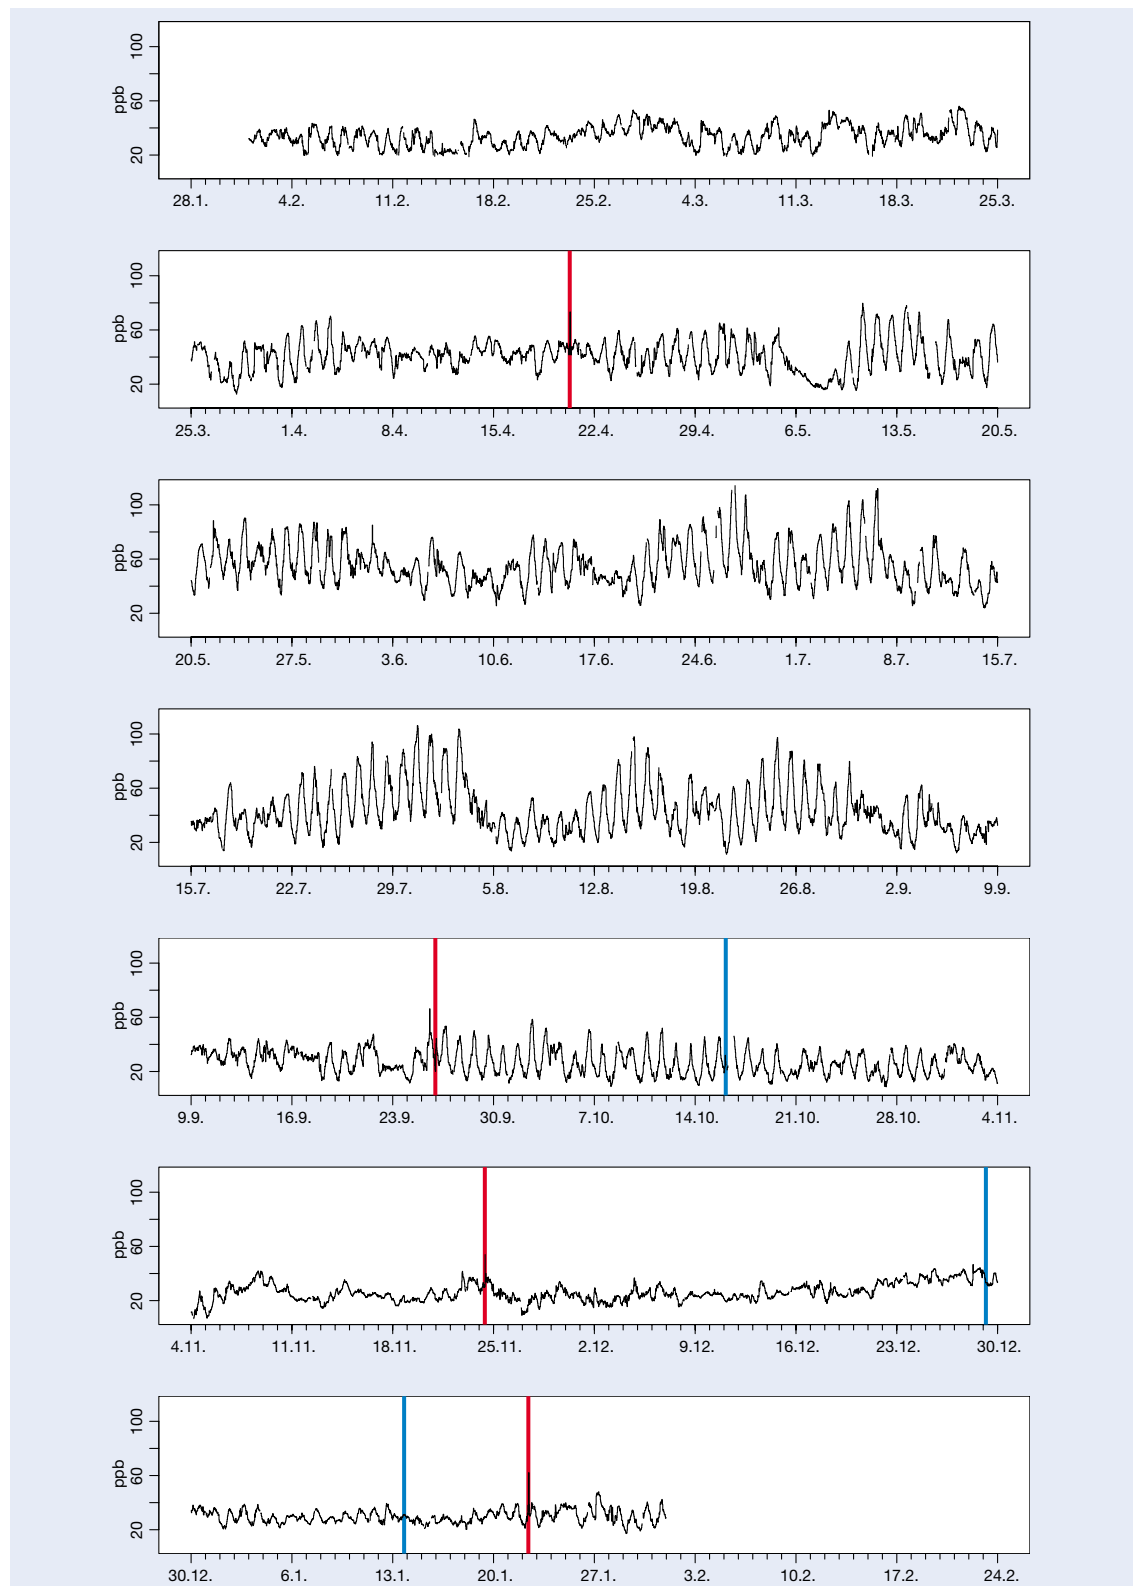 100
60
20
ppb
28.1. 4.2. 11.2. 18.2. 25.2. 4.3. 11.3. 18.3. 25.3.
100
60
20
ppb
25.3. 1.4. 8.4. 15.4. 22.4. 29.4. 6.5. 13.5. 20.5.
100
60
20
ppb
20.5. 27.5. 3.6. 10.6. 17.6. 24.6. 1.7. 8.7. 15.7.
100
60
20
ppb
15.7. 22.7. 29.7. 5.8. 12.8. 19.8. 26.8. 2.9. 9.9.
100
60
20
ppb
9.9. 16.9. 23.9. 30.9. 7.10. 14.10. 21.10. 28.10. 4.11.
100
60
20
ppb
4.11. 11.11. 18.11. 25.11. 2.12. 9.12. 16.12. 23.12. 30.12.
100
60
20
ppb
30.12. 6.1. 13.1. 20.1. 27.1. 3.2. 10.2. 17.2. 24.2.